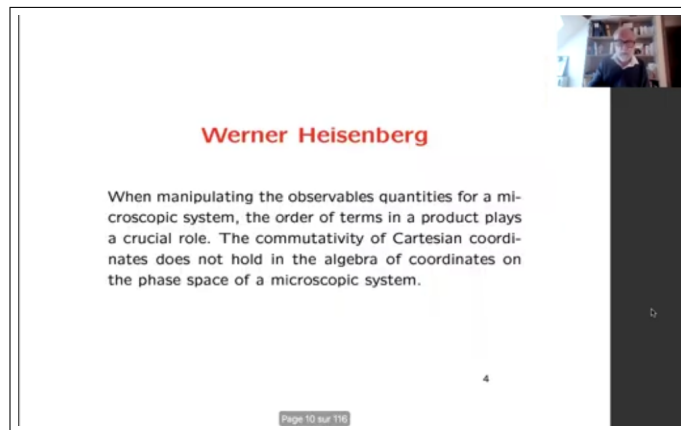 Werner Heisenberg
When manipulating the observables quantities for a mi-
croscopic system, the order of terms in a product plays
a crucial role. The commutativity of Cartesian coordi-
nates does not hold in the algebra of coordinates on
the phase space of a microscopic system.
4
Page 10 sur 116